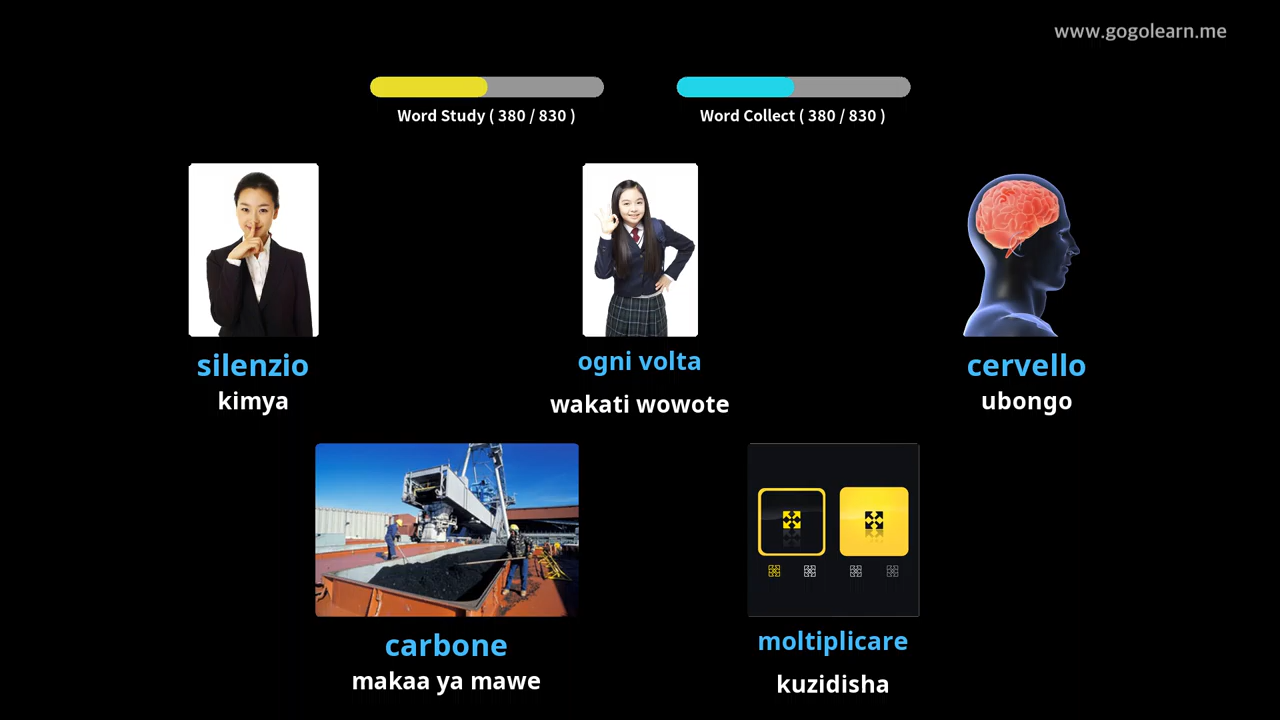 www.gogolearn.me
Word Study ( 380 / 830 )
Word Collect ( 380 / 830 )
silenzio
kimya
ogni volta
wakati wowote
cervello
ubongo
carbone
makaa ya mawe
moltiplicare
kuzidisha